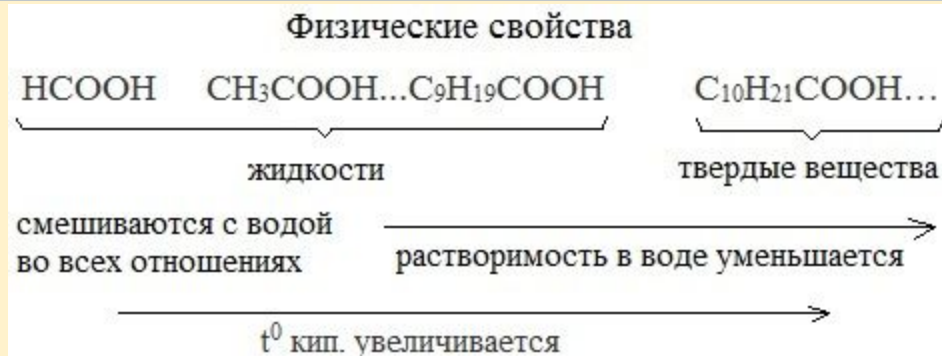 Физические свойства
HCOOH CH₃COOH...C₉H₁₉COOH C₁₀H₂₁COOH...
жидкости твердые вещества
смешиваются с водой
во всех отношениях растворимость в воде уменьшается
t⁰ кип. увеличивается